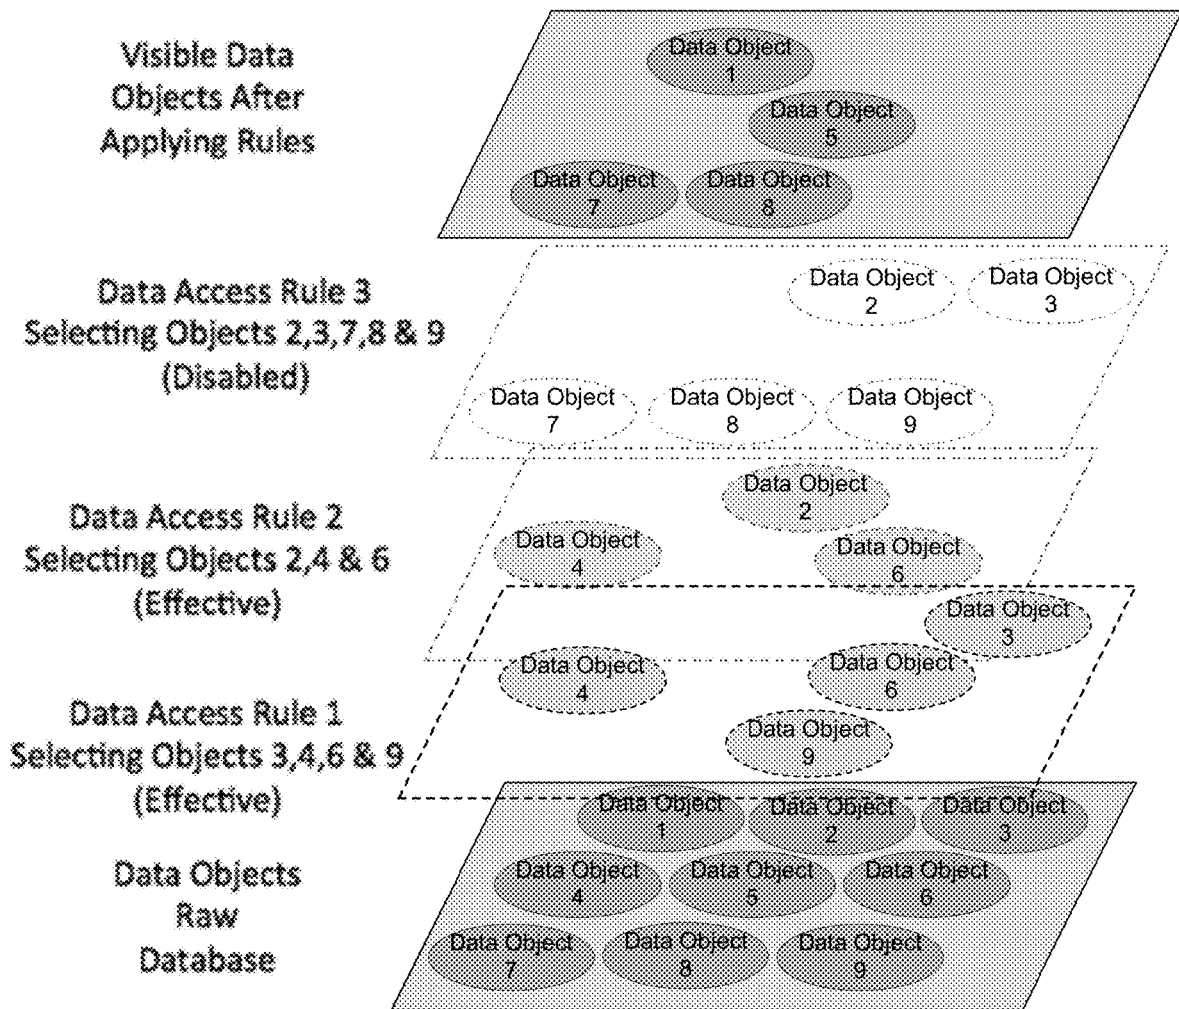 Visible Data
Objects After
Applying Rules
Data Object
1
Data Object
5
Data Object
7
Data Object
8
Data Access Rule 3
Selecting Objects 2,3,7,8 & 9
(Disabled)
Data Object
2
Data Object
3
Data Object
7
Data Object
8
Data Object
9
Data Access Rule 2
Selecting Objects 2,4 & 6
(Effective)
Data Object
2
Data Object
4
Data Object
6
Data Access Rule 1
Selecting Objects 3,4,6 & 9
(Effective)
Data Object
3
Data Object
4
Data Object
6
Data Object
9
Data Objects
Raw
Database
Data Object
1
Data Object
2
Data Object
3
Data Object
4
Data Object
5
Data Object
6
Data Object
7
Data Object
8
Data Object
9